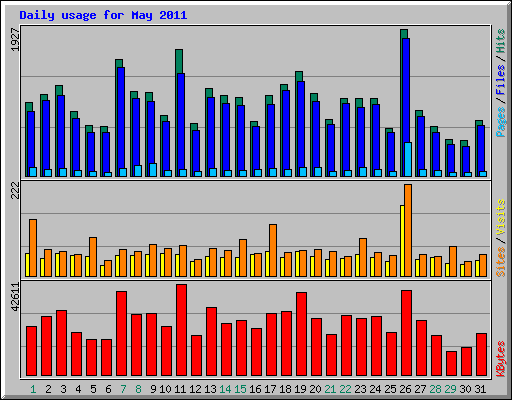 Daily usage for May 2011
1927
Pages / Files / Hits
222
Sites / Visits
42611
KBytes
1 2 3 4 5 6 7 8 9 10 11 12 13 14 15 16 17 18 19 20 21 22 23 24 25 26 27 28 29 30 31